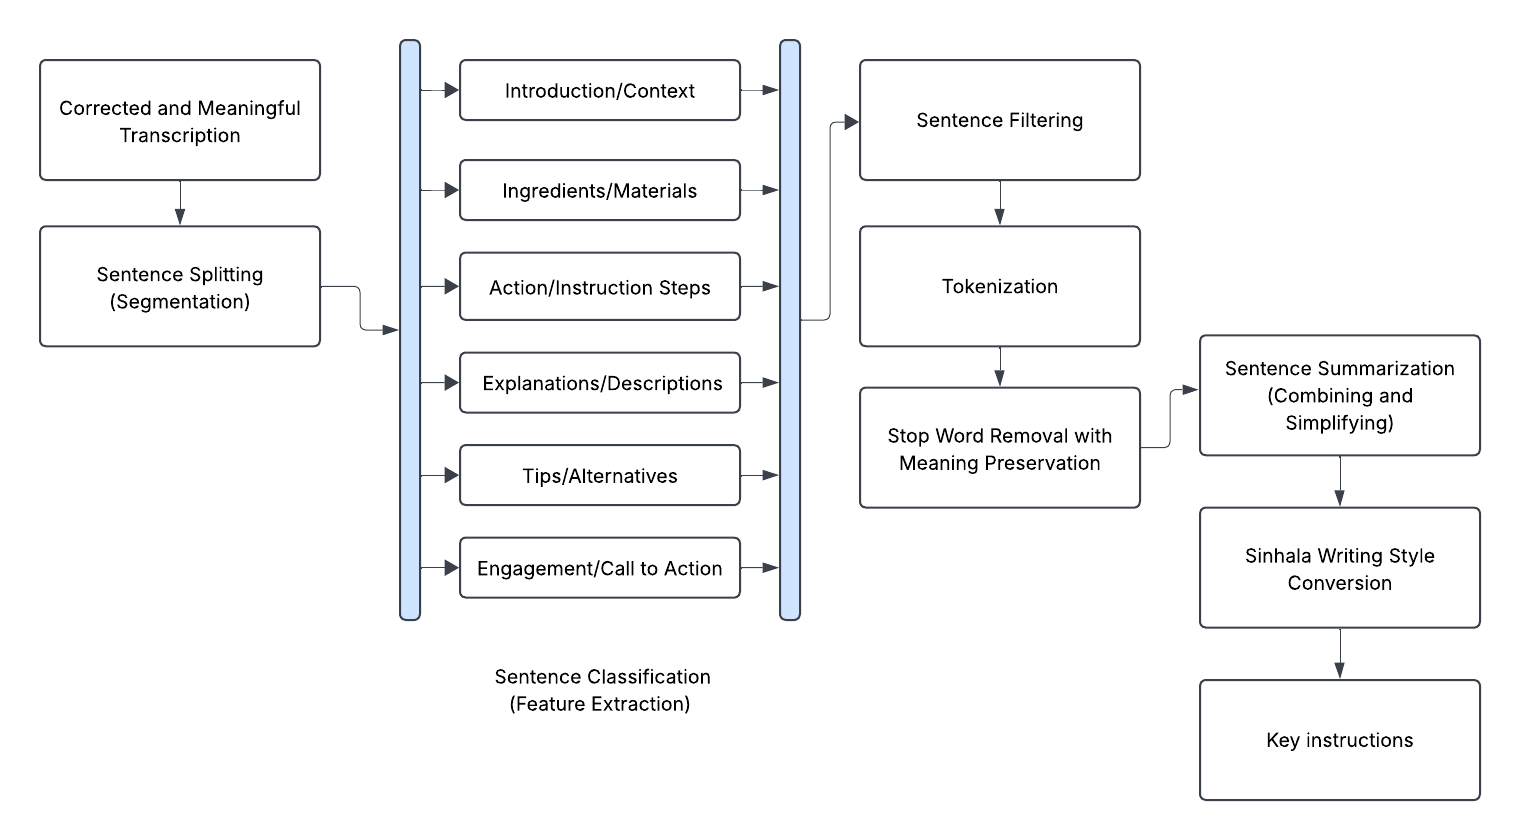 Corrected and Meaningful
Transcription
Sentence Splitting
(Segmentation)
Introduction/Context
Ingredients/Materials
Action/Instruction Steps
Explanations/Descriptions
Tips/Alternatives
Engagement/Call to Action
Sentence Classification
(Feature Extraction)
Sentence Filtering
Tokenization
Stop Word Removal with
Meaning Preservation
Sentence Summarization
(Combining and
Simplifying)
Sinhala Writing Style
Conversion
Key instructions